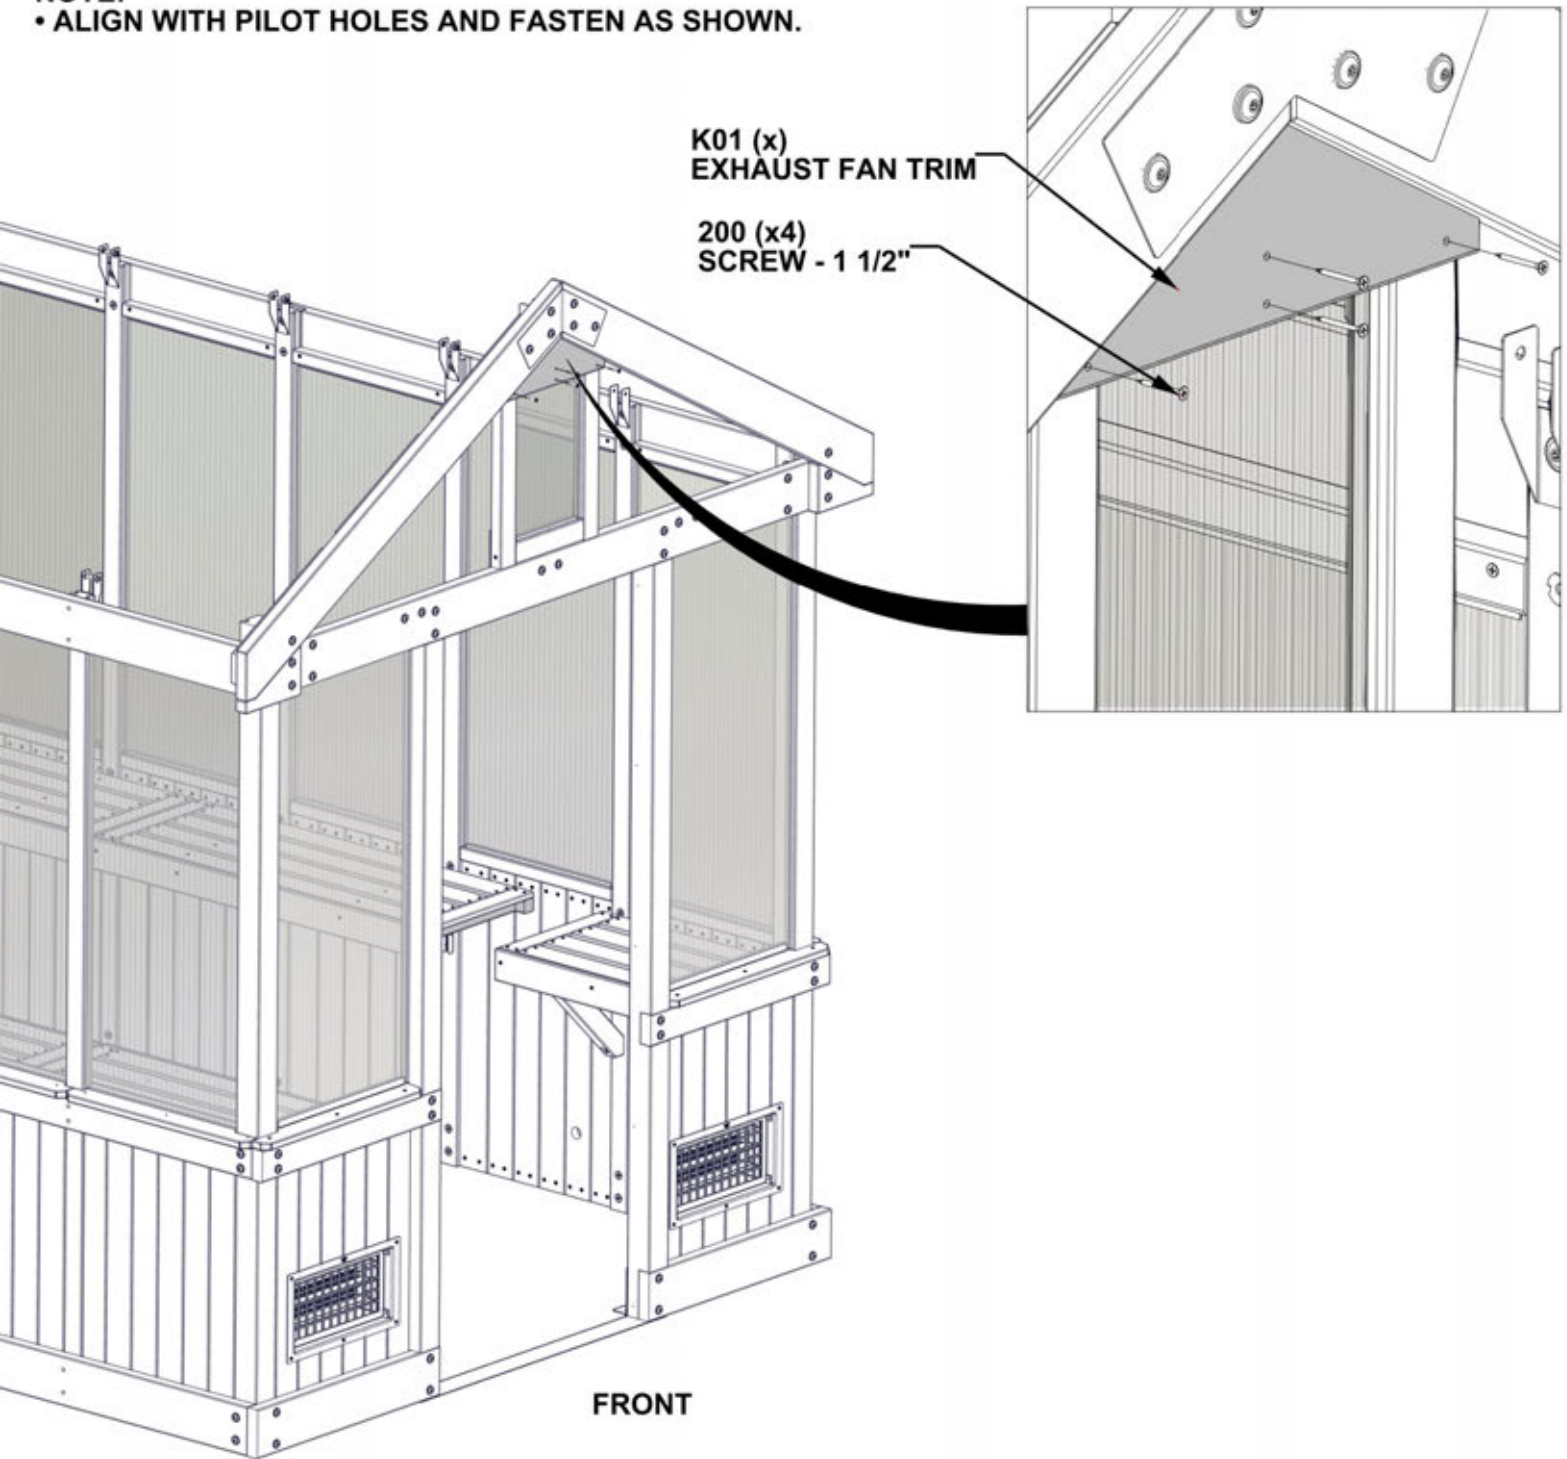 • ALIGN WITH PILOT HOLES AND FASTEN AS SHOWN.
K01 (x)
EXHAUST FAN TRIM
200 (x4)
SCREW - 1 1/2"
FRONT